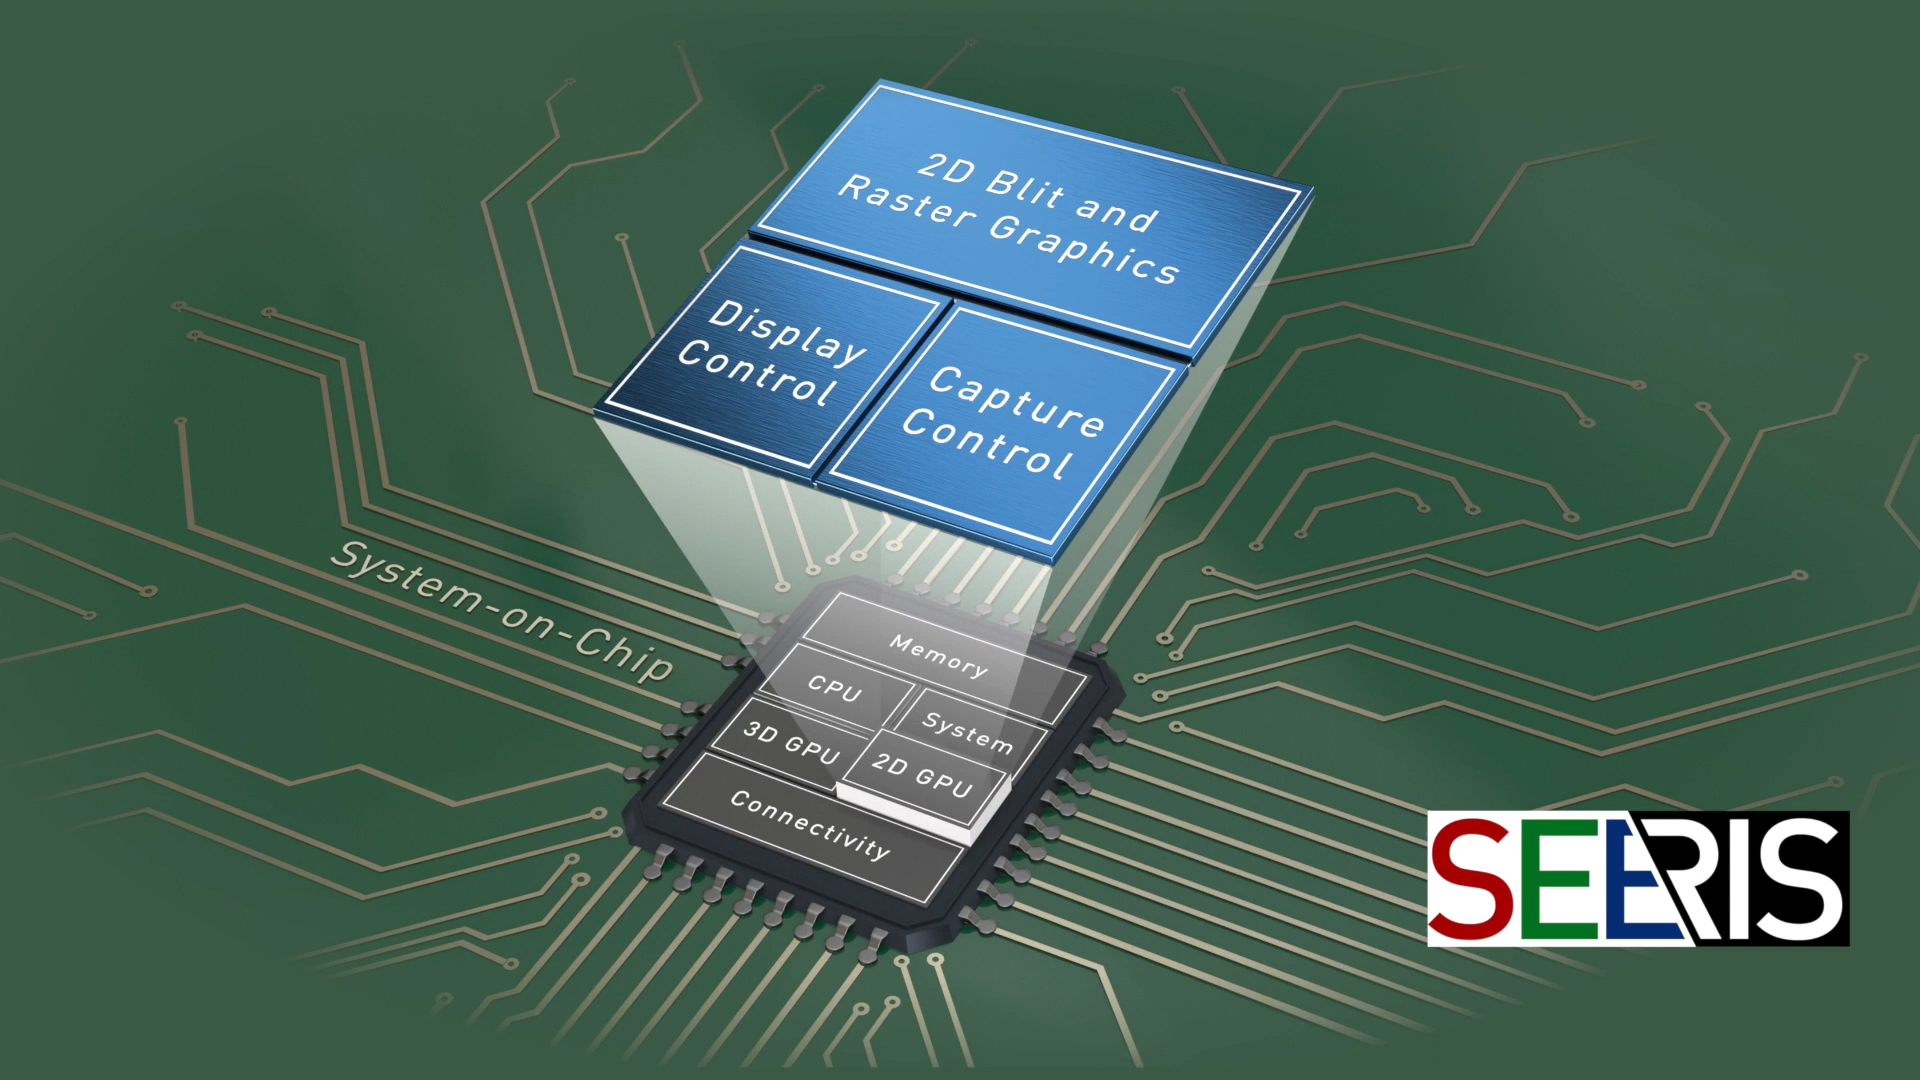 2D Blit and
Raster Graphics
Display
Control
Capture
Control
System-on-Chip
Memory
CPU
System
3D GPU
2D GPU
Connectivity
SEERIS